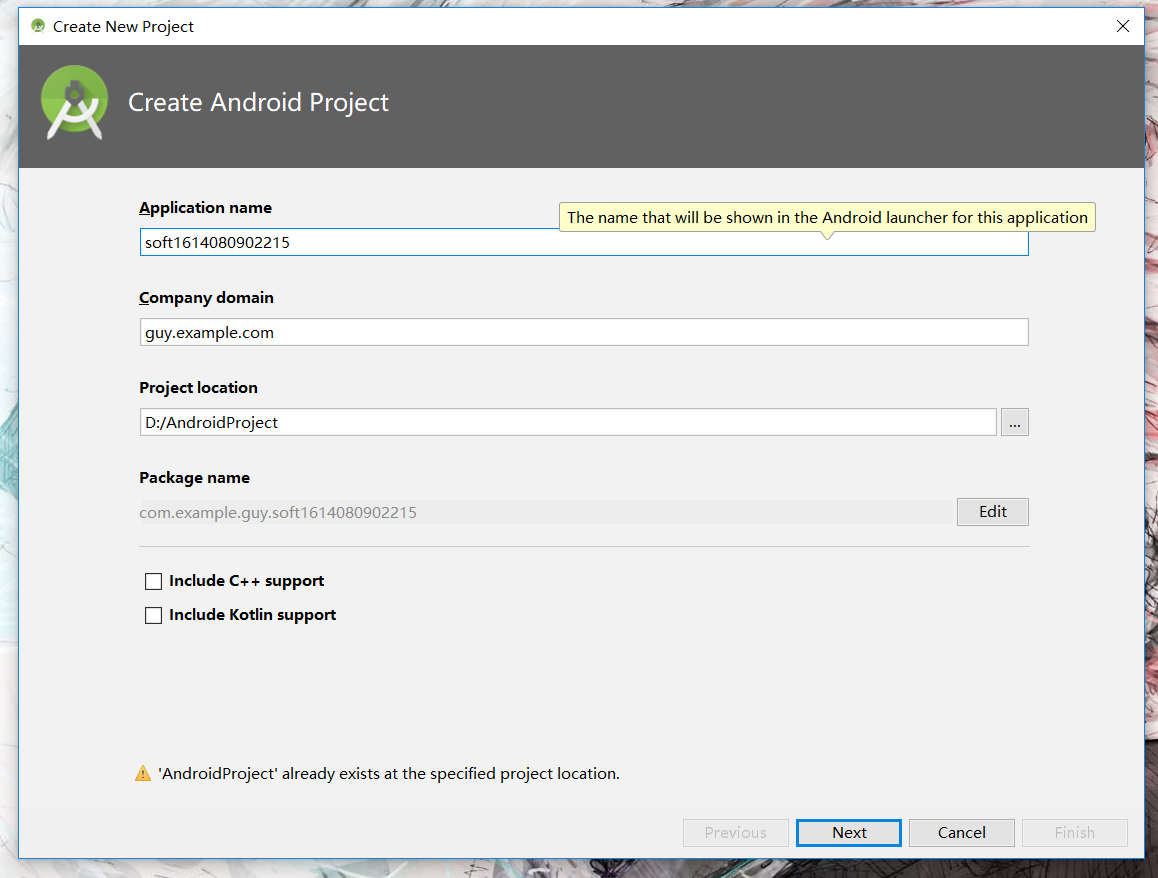 Create New Project
Create Android Project
Application name
The name that will be shown in the Android launcher for this application
soft1614080902215
Company domain
guy.example.com
Project location
D:/AndroidProject
...
Package name
com.example.guy.soft1614080902215
Edit
Include C++ support
Include Kotlin support
'AndroidProject' already exists at the specified project location.
Previous Next Cancel Finish